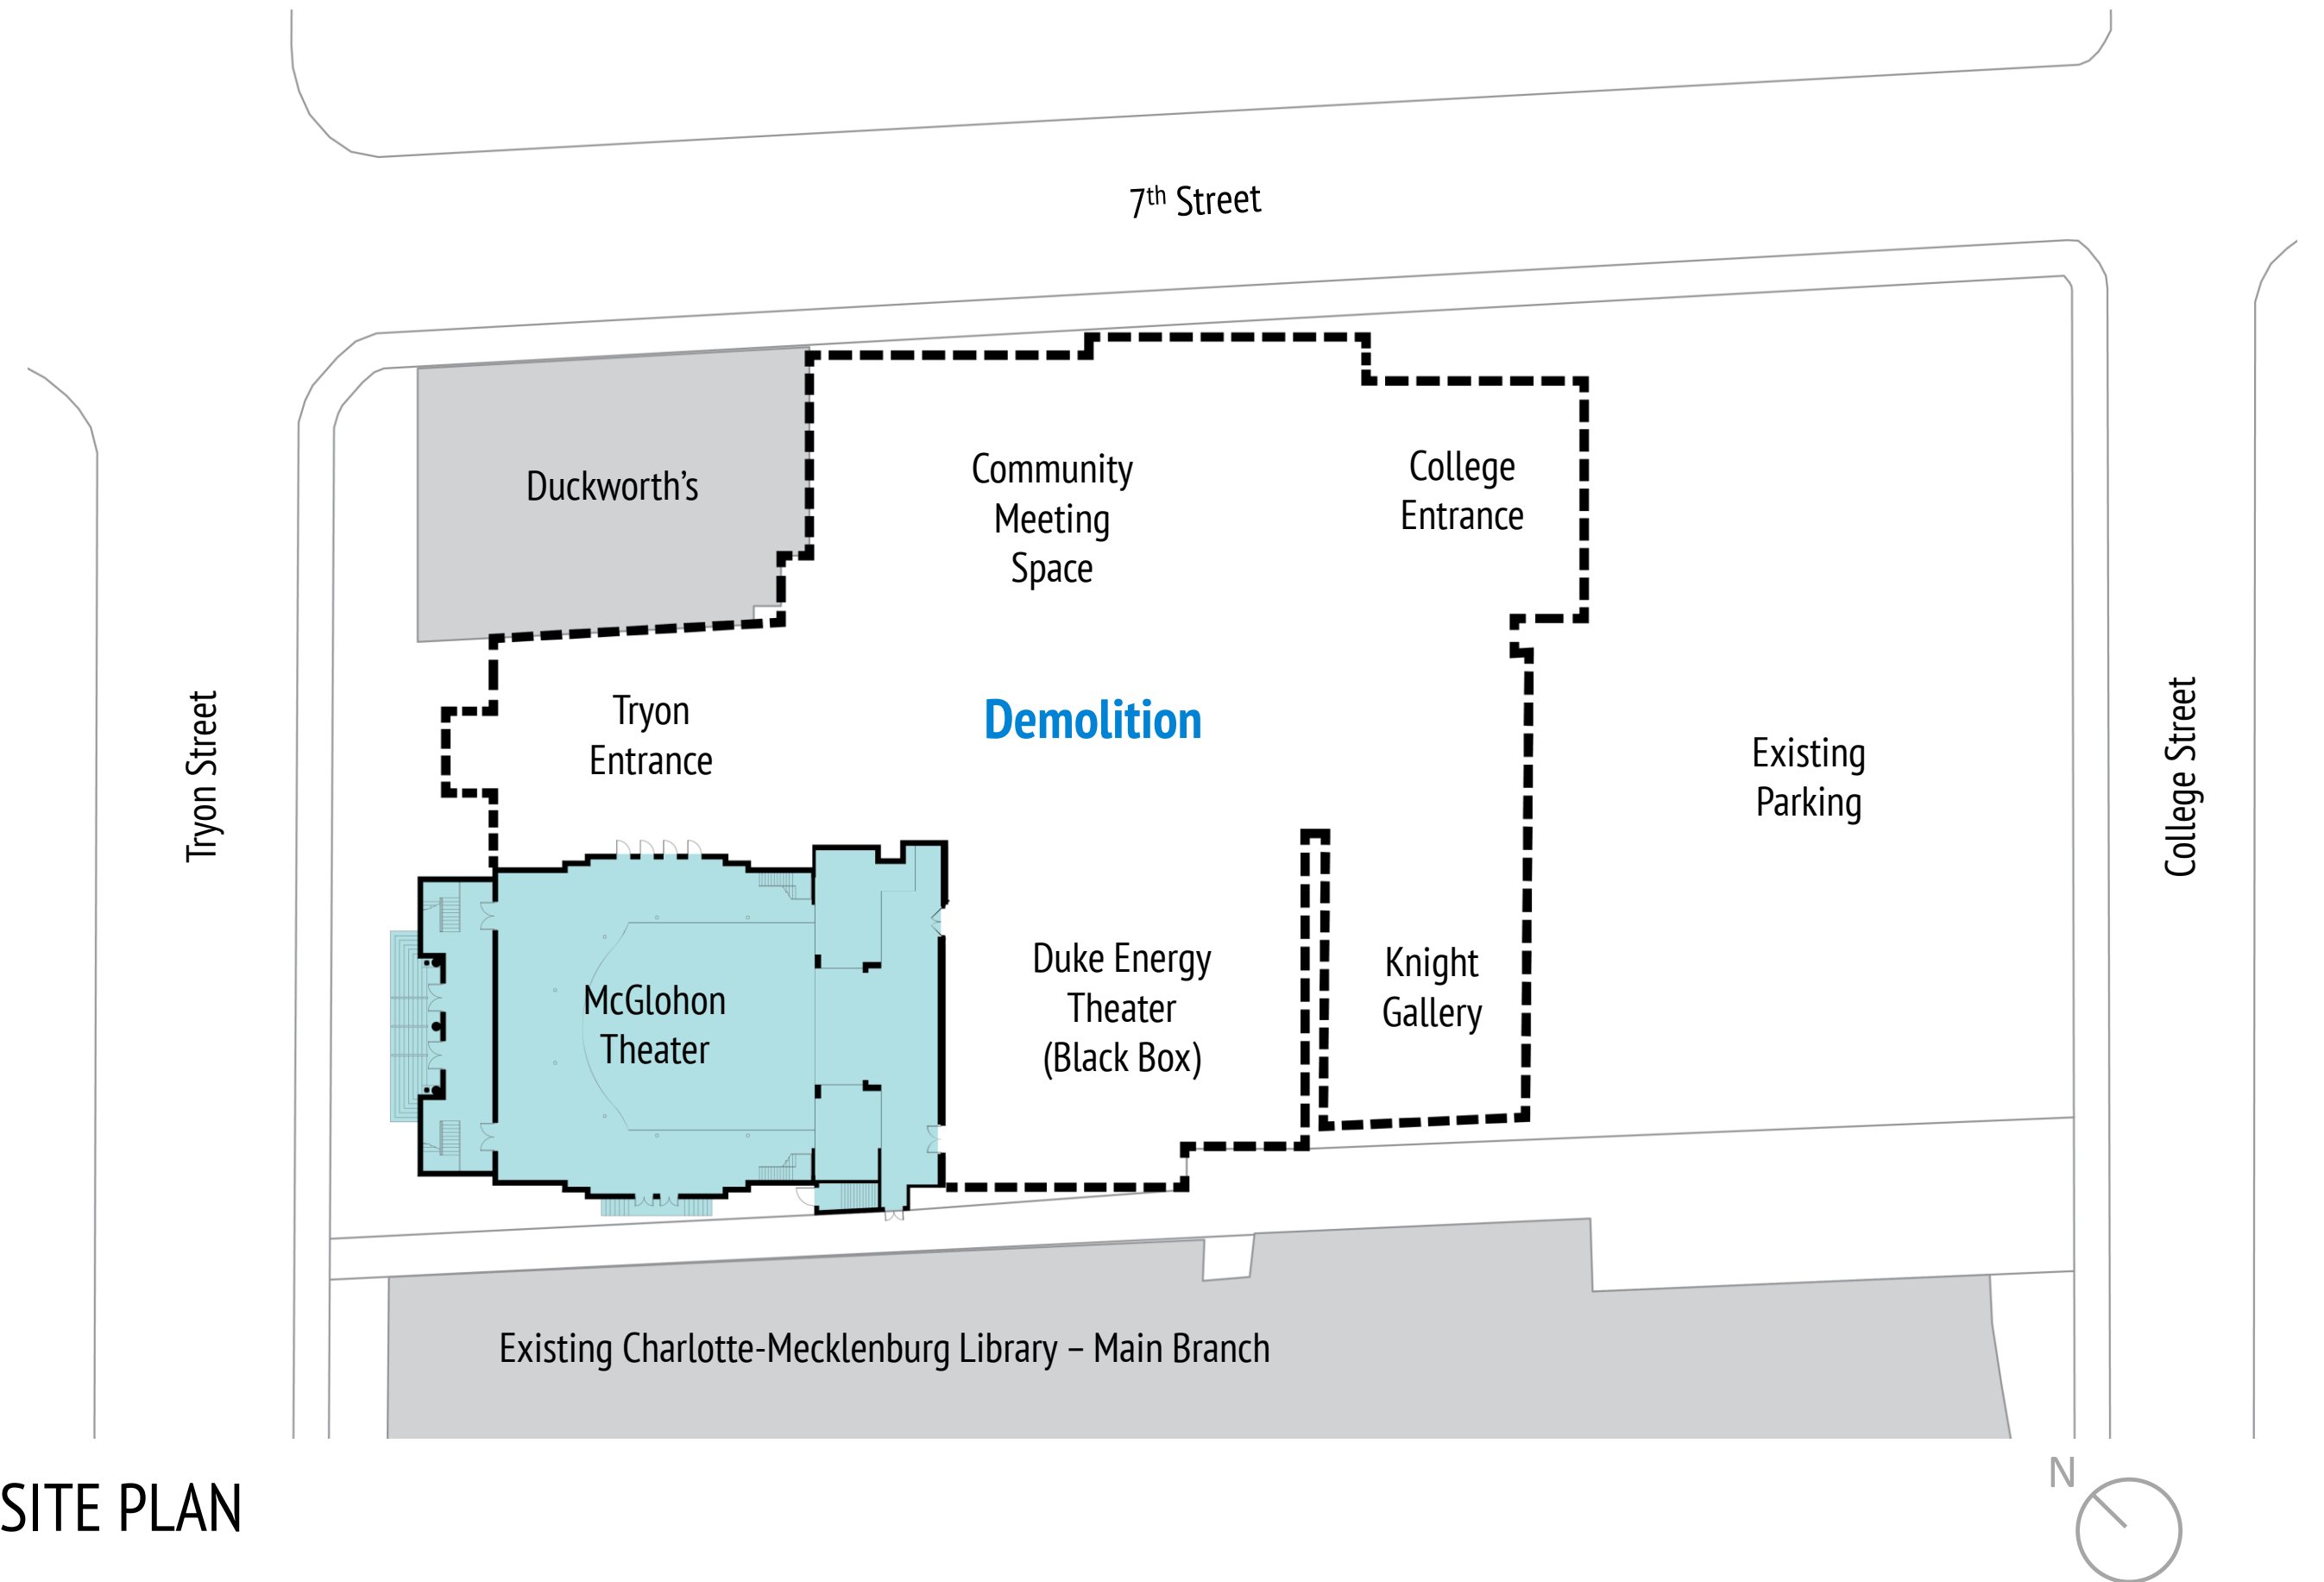 7th Street
Duckworth’s
Community
Meeting
Space
College
Entrance
Tryon Street
Tryon
Entrance
Demolition
Existing
Parking
College Street
McGlohon
Theater
Duke Energy
Theater
(Black Box)
Knight
Gallery
Existing Charlotte-Mecklenburg Library – Main Branch
SITE PLAN
N